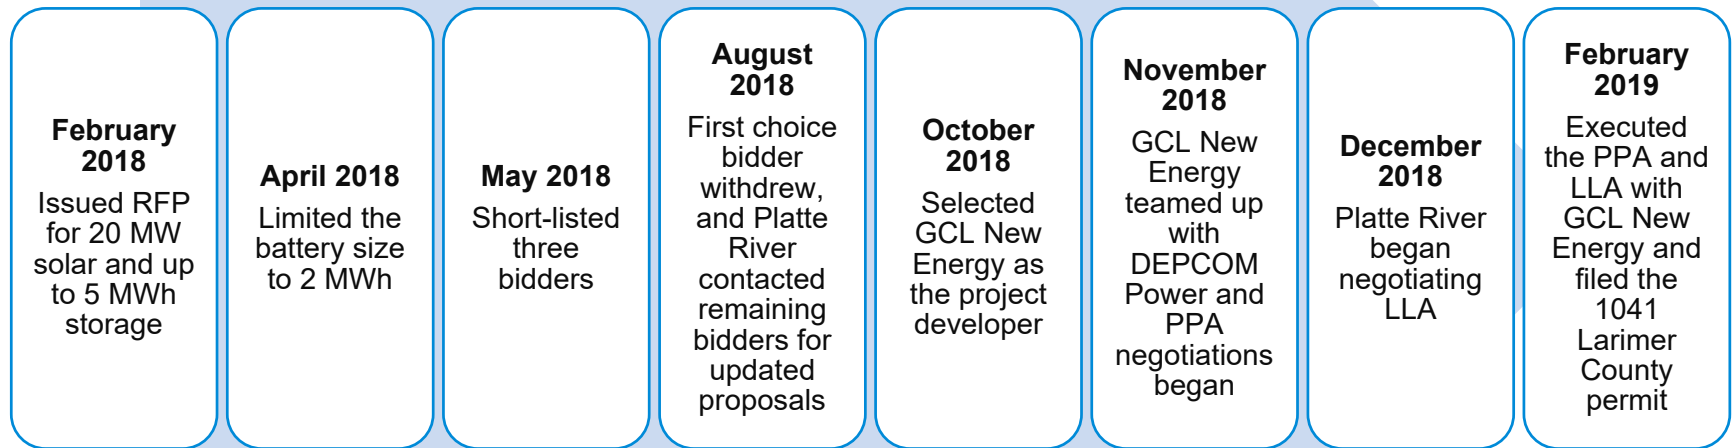 February
2018
Issued RFP
for 20 MW
solar and up
to 5 MWh
storage
April 2018
Limited the
battery size
to 2 MWh
May 2018
Short-listed
three
bidders
August
2018
First choice
bidder
withdrew,
and Platte
River
contacted
remaining
bidders for
updated
proposals
October
2018
Selected
GCL New
Energy as
the project
developer
November
2018
GCL New
Energy
teamed up
with
DEPCOM
Power and
PPA
negotiations
began
December
2018
Platte River
began
negotiating
LLA
February
2019
Executed
the PPA and
LLA with
GCL New
Energy and
filed the
1041
Larimer
County
permit